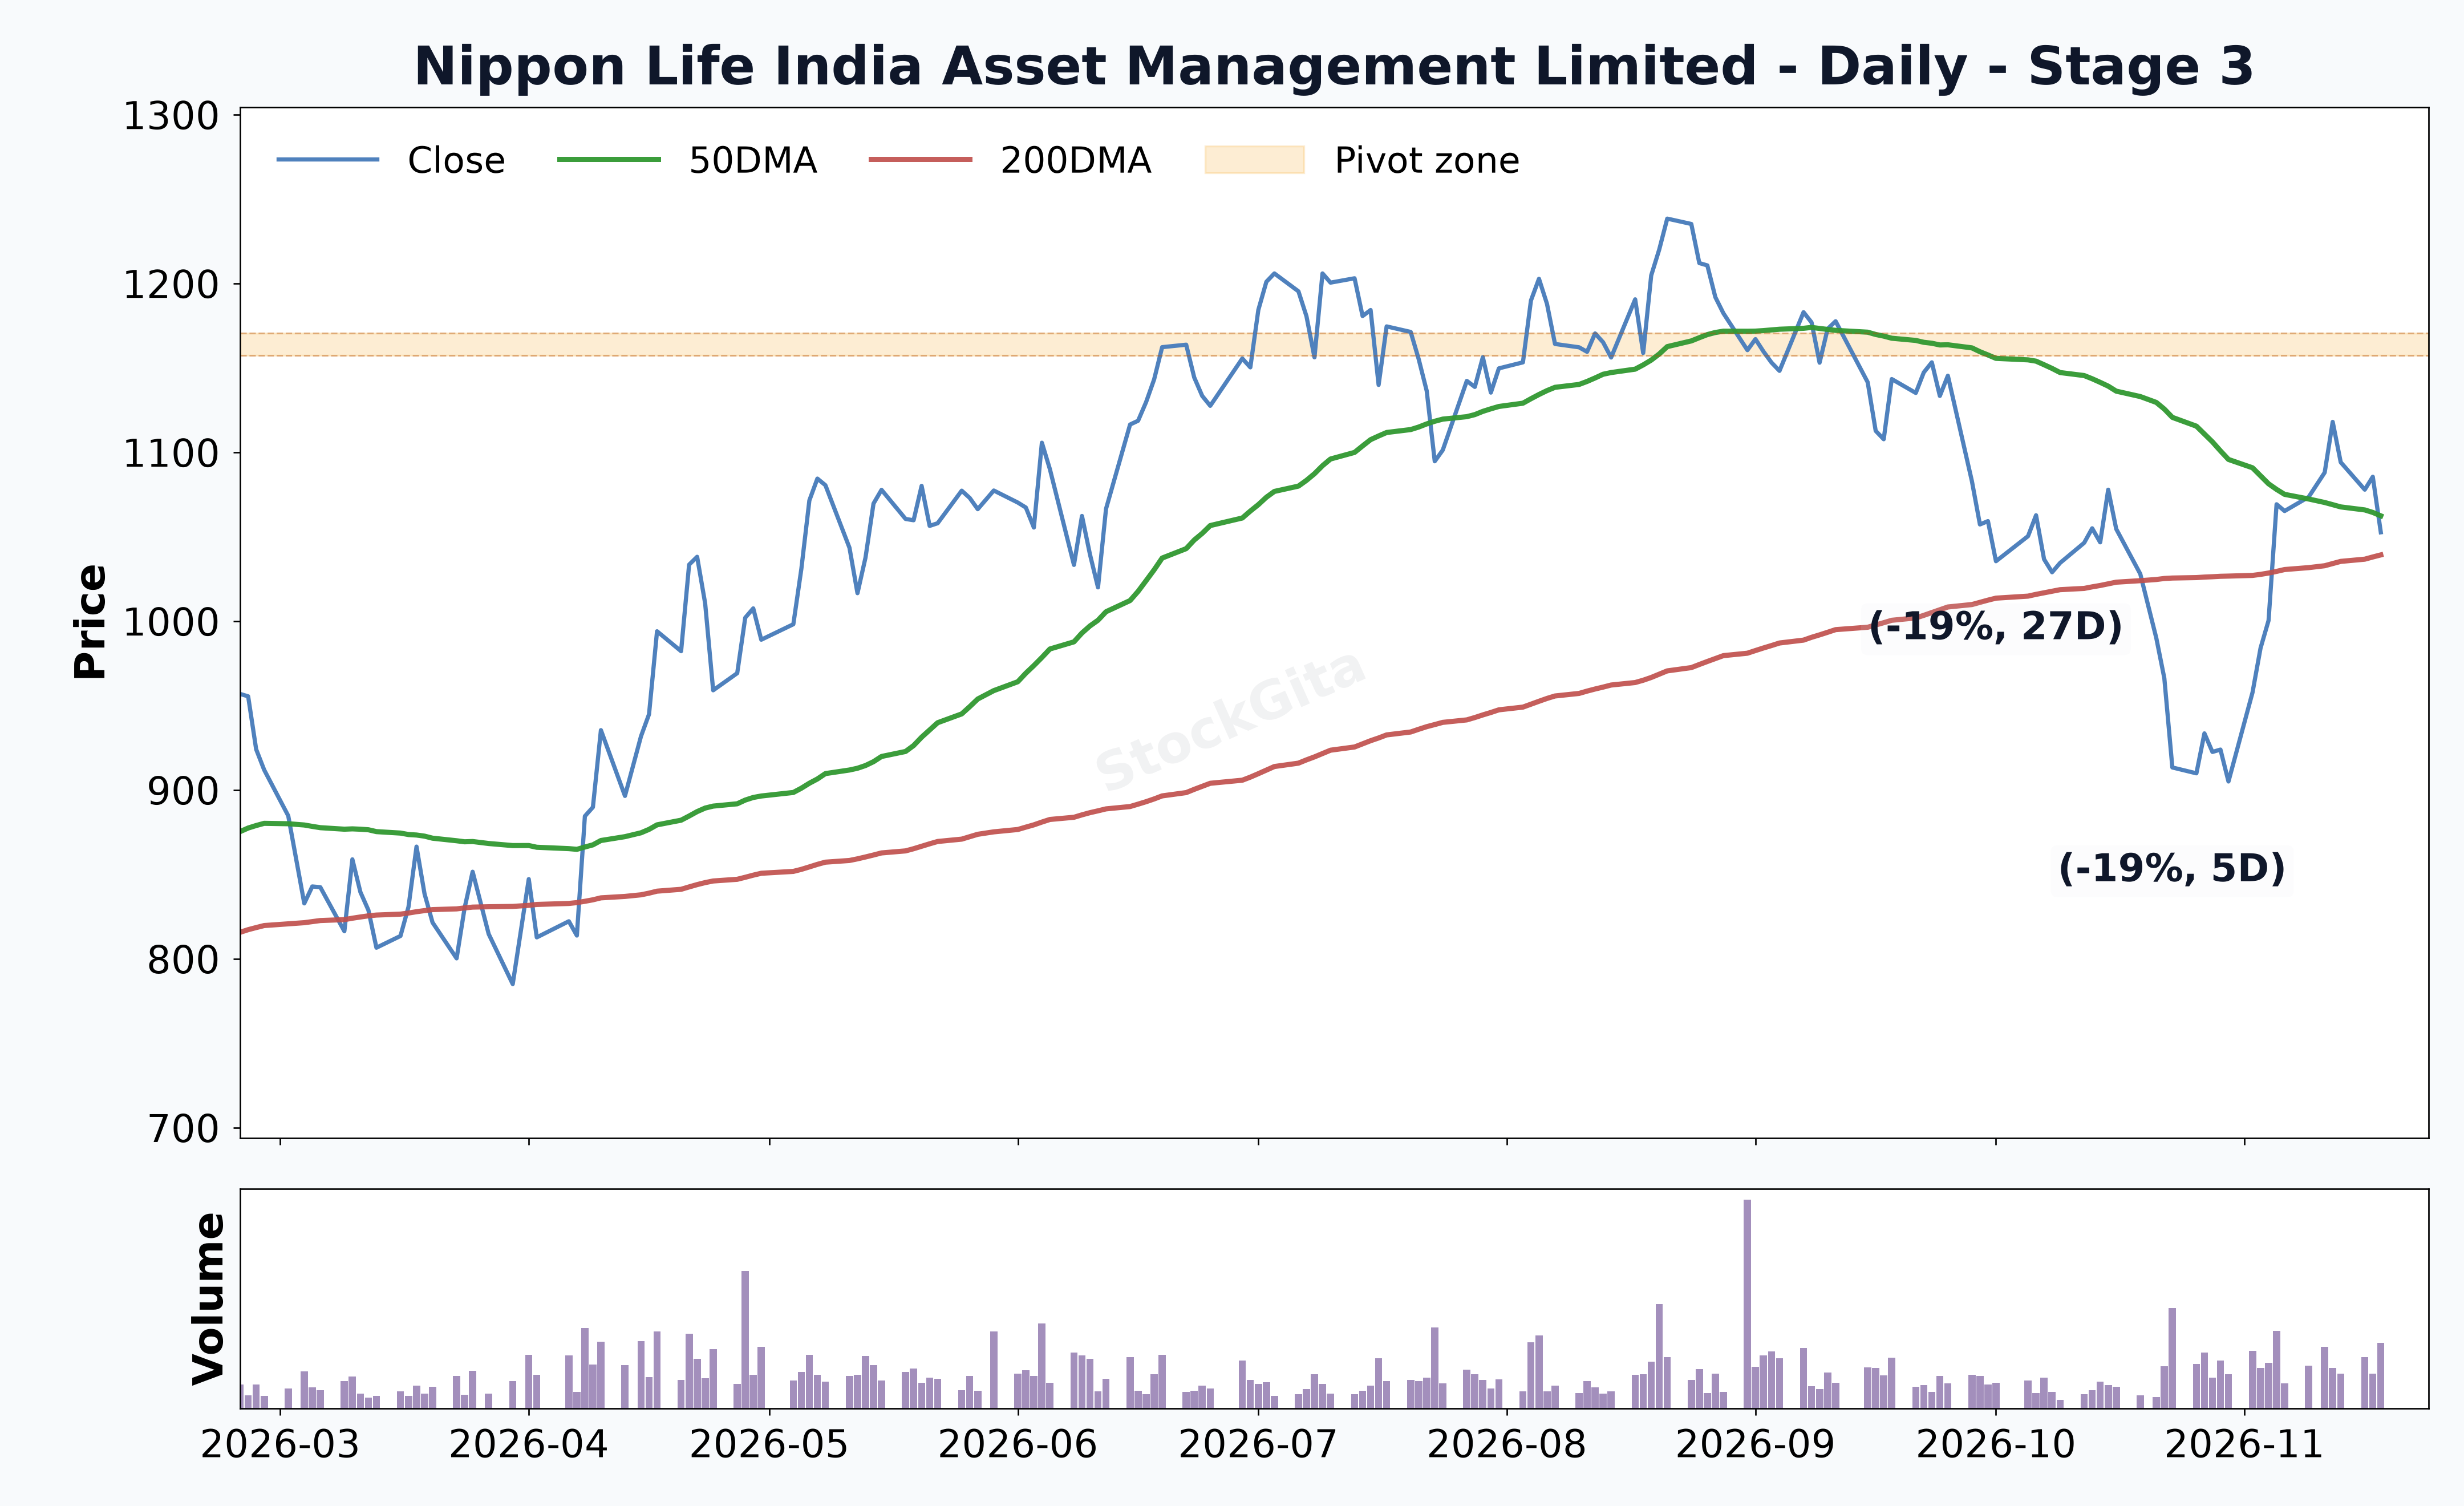 Nippon Life India Asset Management Limited - Daily - Stage 3
Close 50DMA 200DMA Pivot zone
Price
1300
1200
1100
1000
900
800
700
(-19%, 27D)
(-19%, 5D)
StockGita
Volume
2026-03 2026-04 2026-05 2026-06 2026-07 2026-08 2026-09 2026-10 2026-11